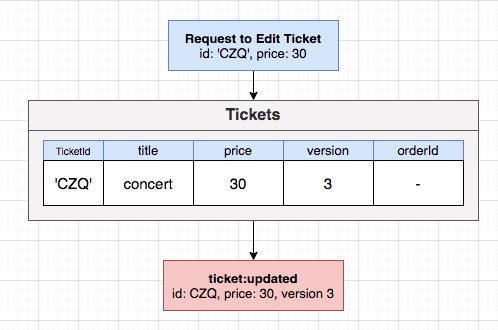 Request to Edit Ticket
id: 'CZQ', price: 30
Tickets
TicketId title price version orderId
'CZQ' concert 30 3 -
ticket:updated
id: CZQ, price: 30, version 3